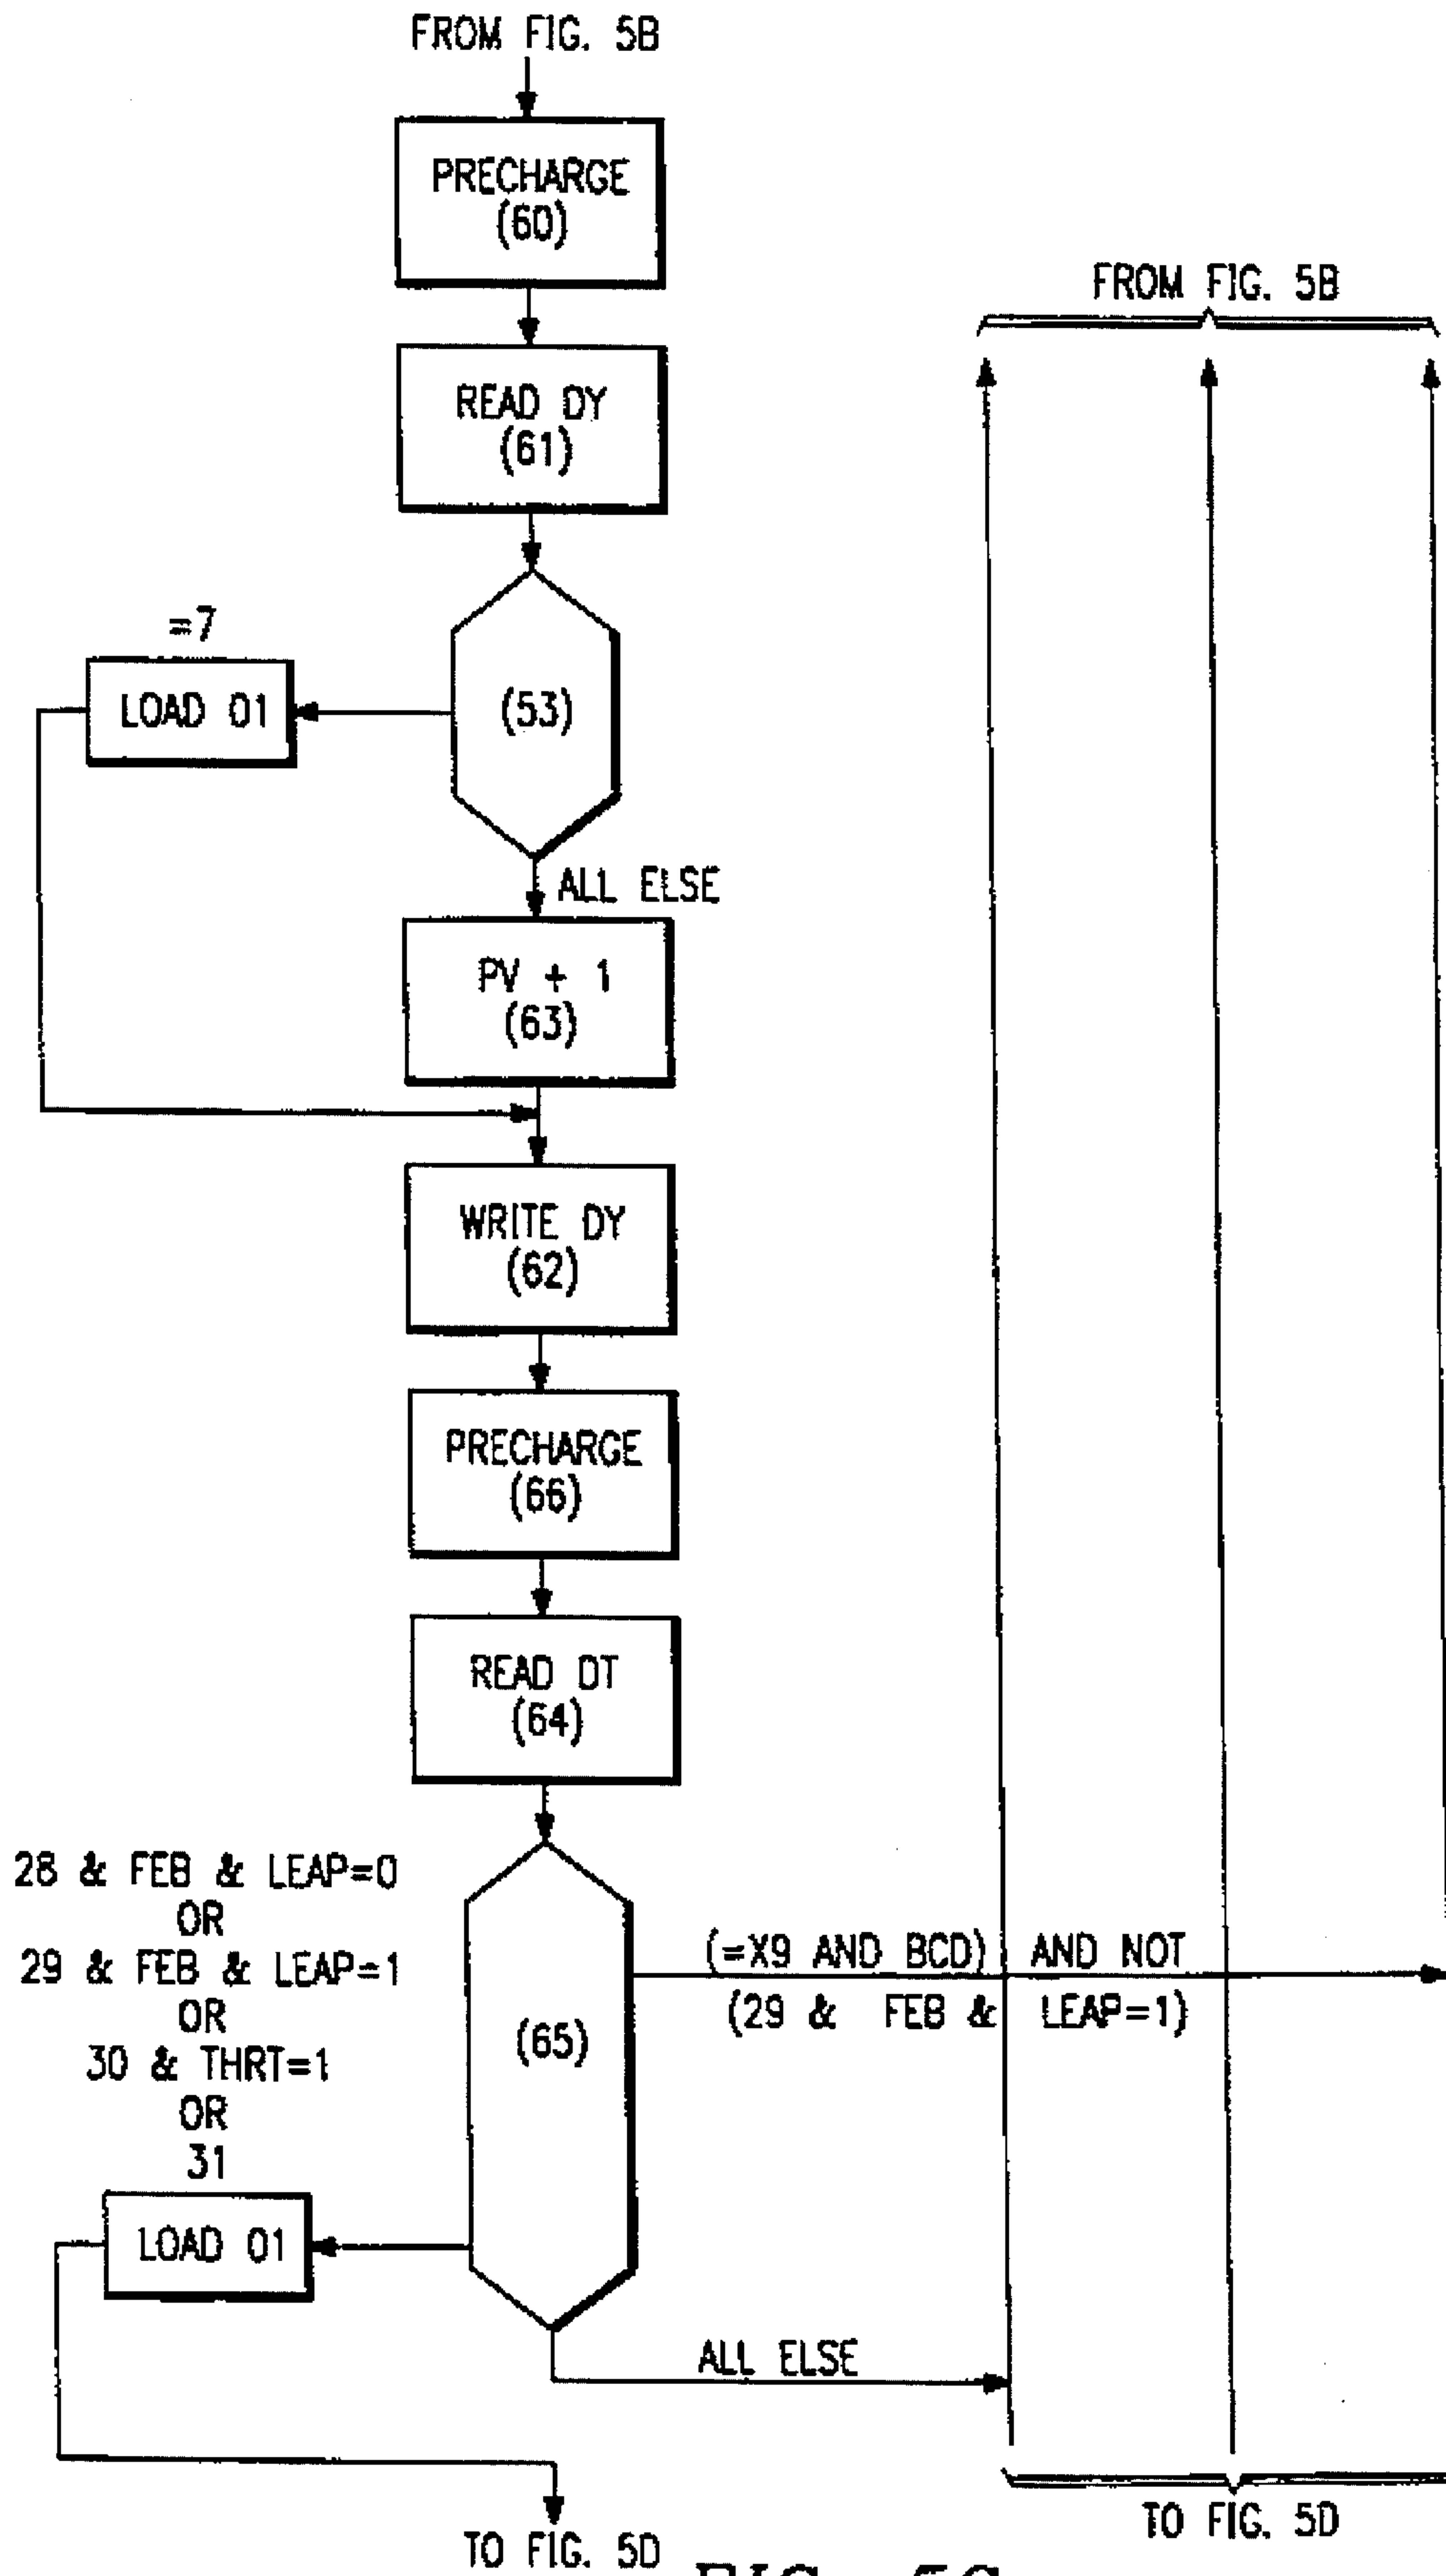 FROM FIG. 5B
PRECHARGE
(60)
FROM FIG. 5B
READ DY
(61)
=7
LOAD 01
(53)
ALL ELSE
PV + 1
(63)
WRITE DY
(62)
PRECHARGE
(66)
READ DT
(64)
28 & FEB & LEAP=0
OR
29 & FEB & LEAP=1
OR
30 & THRT=1
OR
31
LOAD 01
(65)
(=X9 AND BCD) AND NOT
(29 & FEB & LEAP=1)
ALL ELSE
TO FIG. 5D
TO FIG. 5D